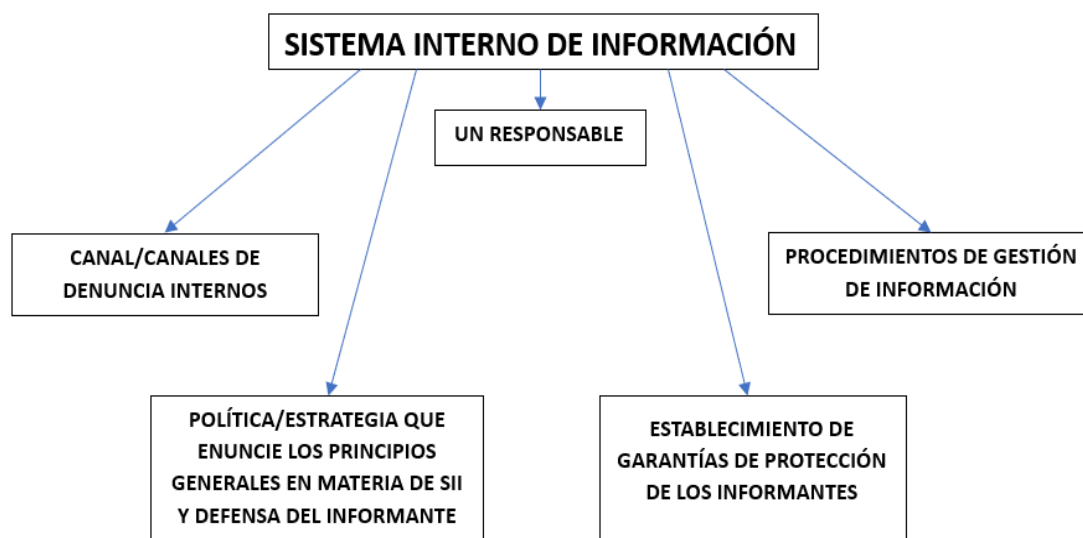 SISTEMA INTERNO DE INFORMACIÓN
UN RESPONSABLE
CANAL/CANALES DE
DENUNCIA INTERNOS
PROCEDIMIENTOS DE GESTIÓN
DE INFORMACIÓN
POLÍTICA/ESTRATEGIA QUE
ENUNCIE LOS PRINCIPIOS
GENERALES EN MATERIA DE SII
Y DEFENSA DEL INFORMANTE
ESTABLECIMIENTO DE
GARANTÍAS DE PROTECCIÓN
DE LOS INFORMANTES